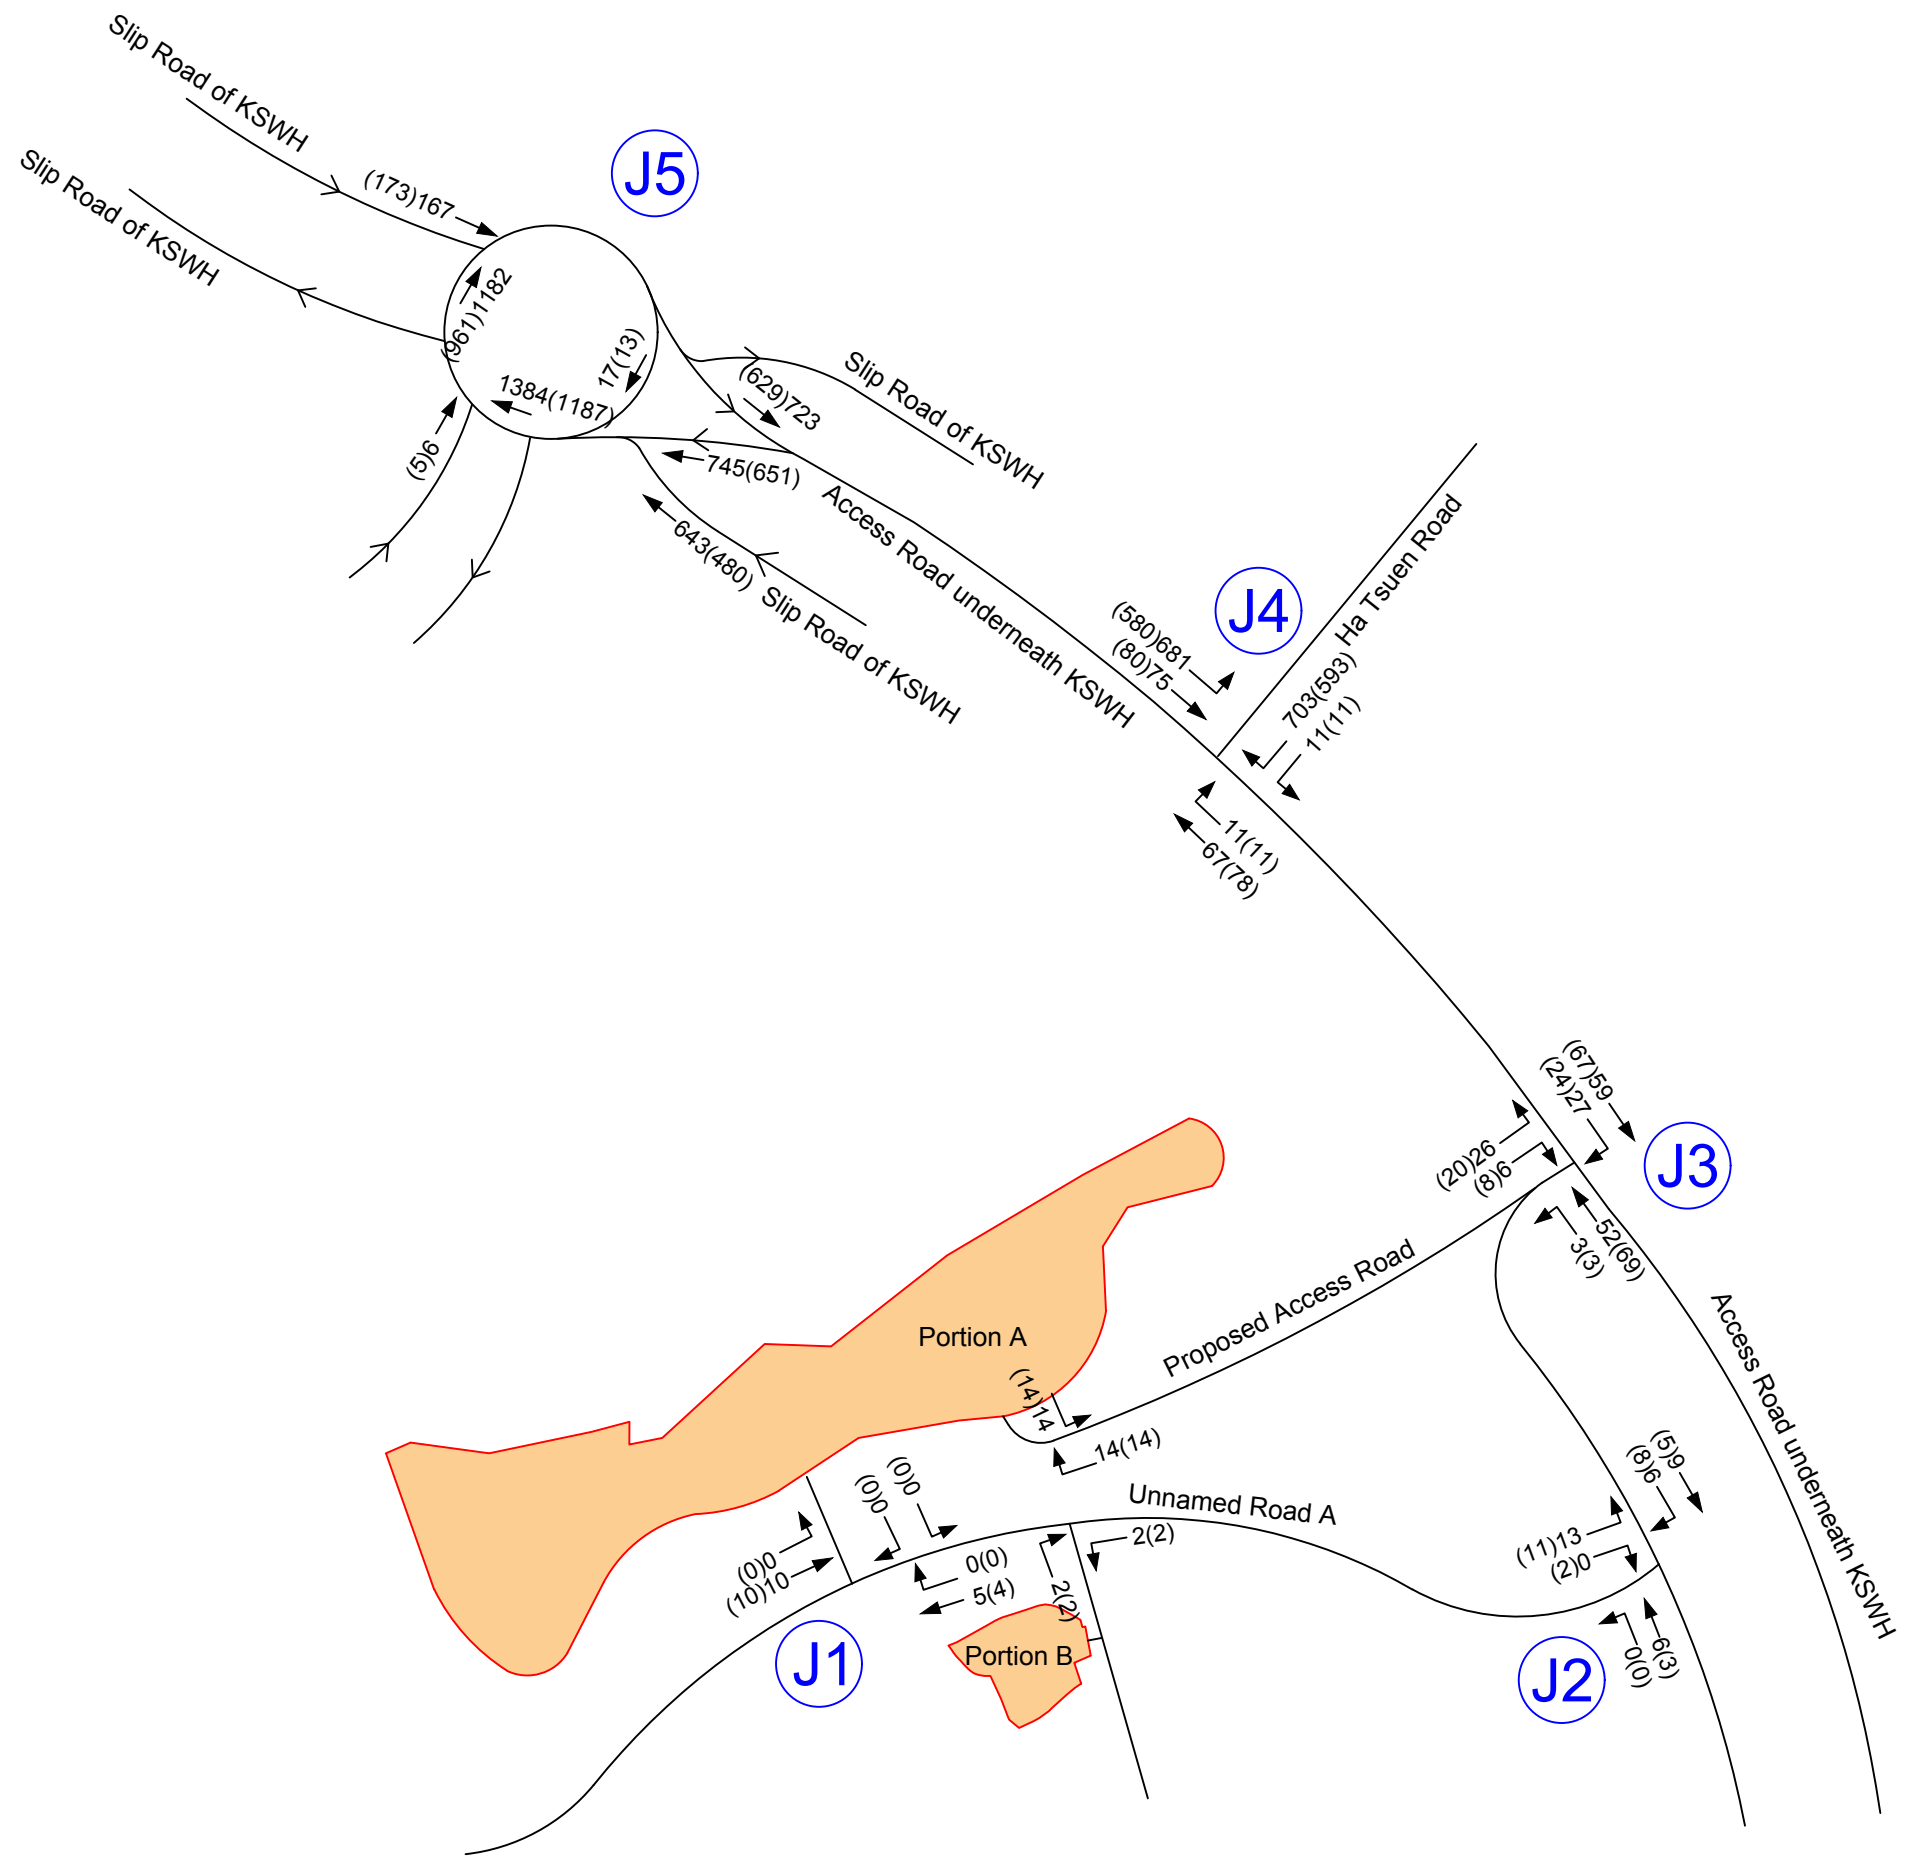 Slip Road of KSWH
Slip Road of KSWH
(173)167
J5
(961)1182
17(13)
1384(1187)
(5)6
(629)723
Slip Road of KSWH
745(651)
643(480)
Slip Road of KSWH
Access Road underneath KSWH
J4
Ha Tsuen Road
(580)681
(80)75
703(593)
11(11)
11(11)
67(78)
(67)59
(24)27
J3
(20)26
(8)6
52(69)
3(3)
Proposed Access Road
Access Road underneath KSWH
Portion A
(14)14
14(14)
Unnamed Road A
(0)0
(0)0
(0)0
(10)10
0(0)
5(4)
2(2)
2(2)
J1
Portion B
(5)9
(8)6
(11)13
(2)0
J2
6(3)
0(0)